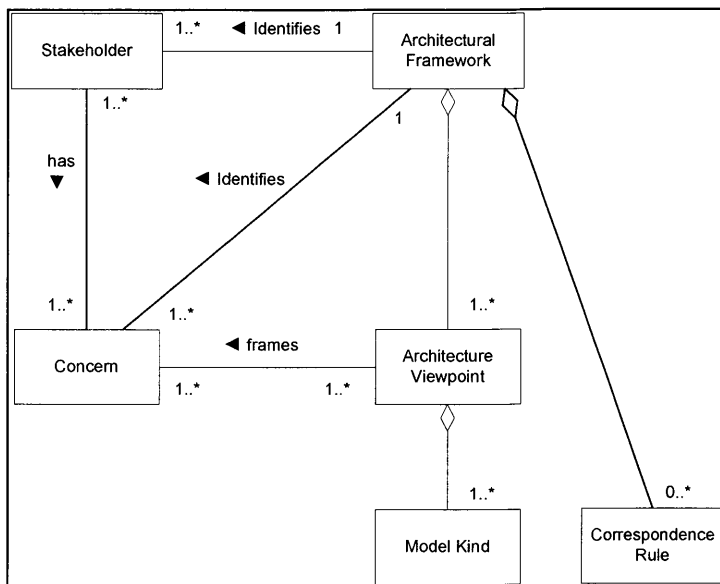 1..* ◄ Identifies 1
Stakeholder
Architectural
Framework
1..*
1
has
▼
◄ Identifies
1..*
1..*
1..*
◄ frames
Concern
Architecture
Viewpoint
1..*
1..*
1..*
0..*
Model Kind
Correspondence
Rule